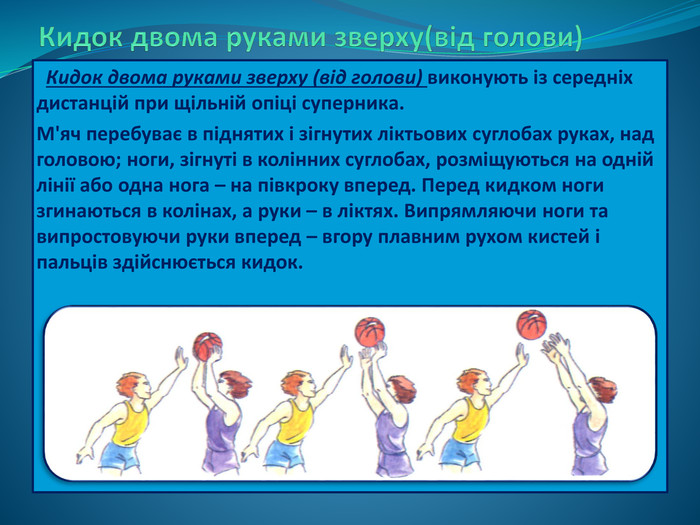 Кидок двома руками зверху(від голови)
Кидок двома руками зверху (від голови) виконують із середніх
дистанцій при щільній опіці суперника.
М'яч перебуває в піднятих і зігнутих ліктьових суглобах руках, над
головою; ноги, зігнуті в колінних суглобах, розміщуються на одній
лінії або одна нога – на півкроку вперед. Перед кидком ноги
згинаються в колінах, а руки – в ліктях. Випрямляючи ноги та
випростовуючи руки вперед – вгору плавним рухом кистей і
пальців здійснюється кидок.